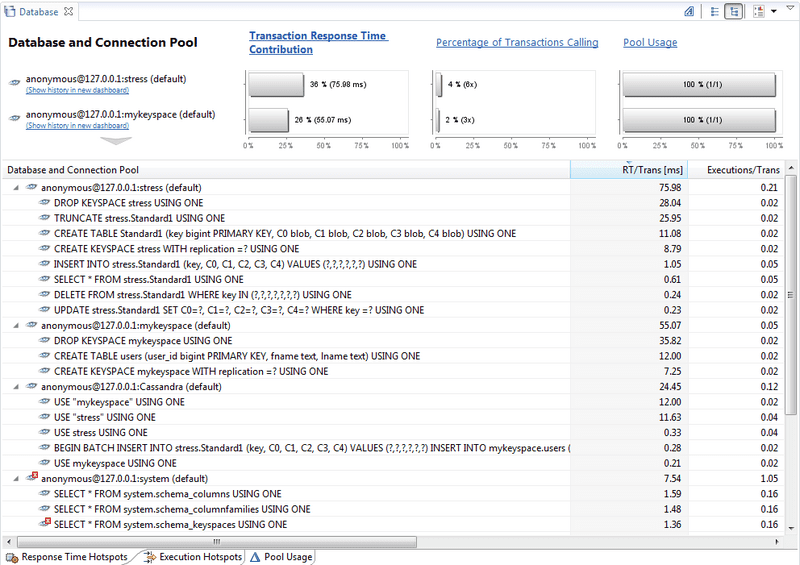 Database
Database and Connection Pool
Transaction Response Time
Contribution
Percentage of Transactions Calling
Pool Usage
anonymous@127.0.0.1:stress (default)
(Show history in new dashboard)
36 % (75.98 ms)
4 % (6x)
100 % (1/1)
anonymous@127.0.0.1:mykeyspace (default)
(Show history in new dashboard)
26 % (55.07 ms)
2 % (3x)
100 % (1/1)
0 % 25 % 50 % 75 % 100 %
0 % 25 % 50 % 75 % 100 %
0 % 25 % 50 % 75 % 100 %
Database and Connection Pool RT/Trans [ms] Executions/Trans
anonymous@127.0.0.1:stress (default) 75.98 0.21
DROP KEYSPACE stress USING ONE 28.04 0.02
TRUNCATE stress.Standard1 USING ONE 25.95 0.02
CREATE TABLE Standard1 (key bigint PRIMARY KEY, C0 blob, C1 blob, C2 blob, C3 blob, C4 blob) USING ONE 11.08 0.02
CREATE KEYSPACE stress WITH replication =? USING ONE 8.79 0.02
INSERT INTO stress.Standard1 (key, C0, C1, C2, C3, C4) VALUES (?,?,?,?,?,?) USING ONE 1.05 0.05
SELECT * FROM stress.Standard1 USING ONE 0.61 0.05
DELETE FROM stress.Standard1 WHERE key IN (?,?,?,?,?,?,?) USING ONE 0.24 0.02
UPDATE stress.Standard1 SET C0=?, C1=?, C2=?, C3=?, C4=? WHERE key =? USING ONE 0.23 0.02
anonymous@127.0.0.1:mykeyspace (default) 55.07 0.05
DROP KEYSPACE mykeyspace USING ONE 35.82 0.02
CREATE TABLE users (user_id bigint PRIMARY KEY, fname text, lname text) USING ONE 12.00 0.02
CREATE KEYSPACE mykeyspace WITH replication =? USING ONE 7.25 0.02
anonymous@127.0.0.1:Cassandra (default) 24.45 0.12
USE "mykeyspace" USING ONE 12.00 0.02
USE "stress" USING ONE 11.63 0.04
USE stress USING ONE 0.33 0.04
BEGIN BATCH INSERT INTO stress.Standard1 (key, C0, C1, C2, C3, C4) VALUES (?,?,?,?,?,?) INSERT INTO mykeyspace.users ( 0.28 0.02
USE mykeyspace USING ONE 0.21 0.02
anonymous@127.0.0.1:system (default) 7.54 1.05
SELECT * FROM system.schema_columns USING ONE 1.59 0.16
SELECT * FROM system.schema_columnfamilies USING ONE 1.48 0.16
SELECT * FROM system.schema_keyspaces USING ONE 1.36 0.16
Response Time Hotspots Execution Hotspots Pool Usage